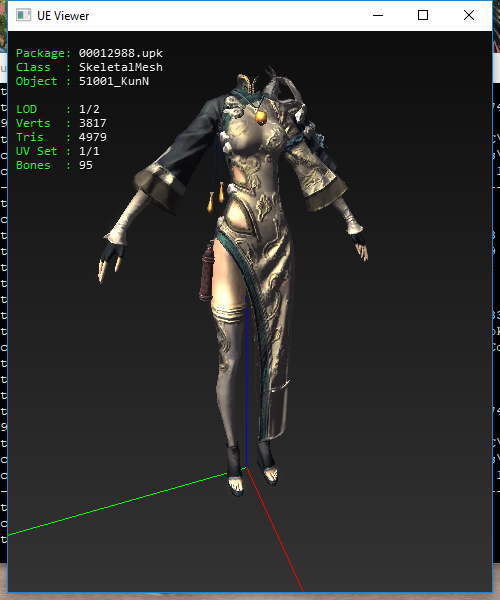 UE Viewer
Package: 00012988.upk
Class : SkeletalMesh
Object : 51001_KunN
LOD : 1/2
Verts : 3817
Tris : 4979
UV Set : 1/1
Bones : 95